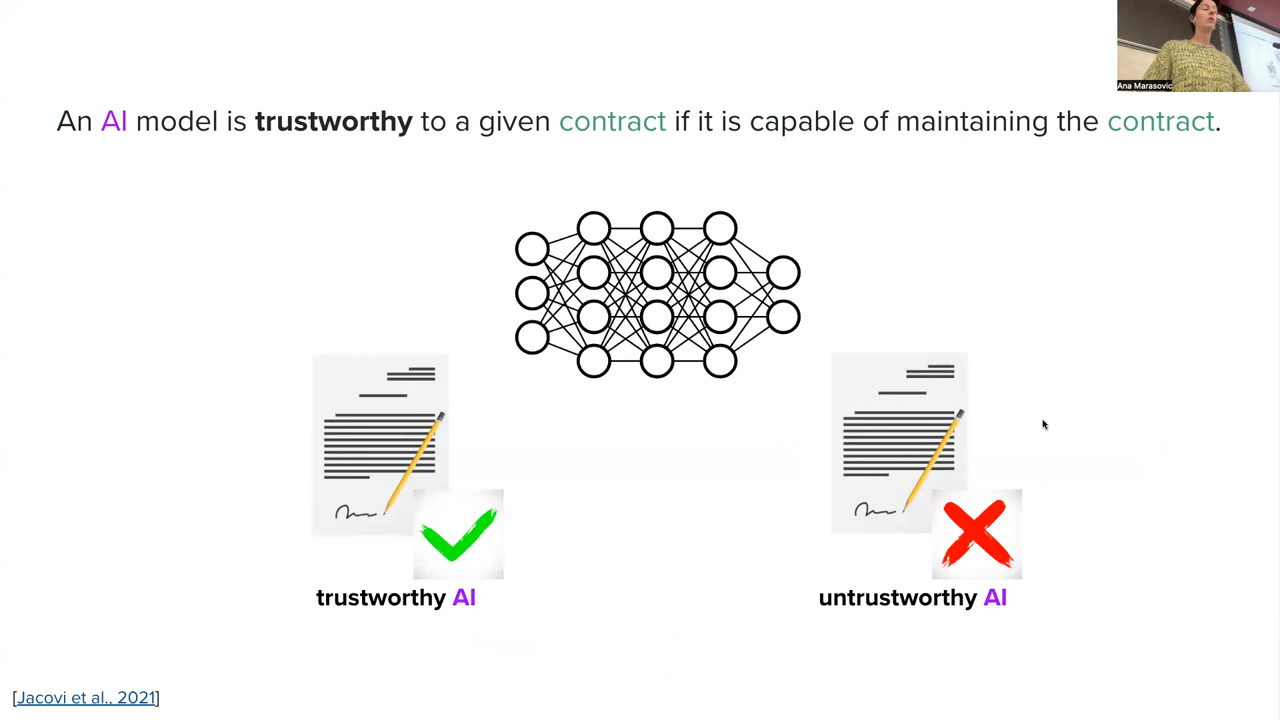 Ana Marasovic
An AI model is trustworthy to a given contract if it is capable of maintaining the contract.
trustworthy AI
untrustworthy AI
[Jacovi et al., 2021]